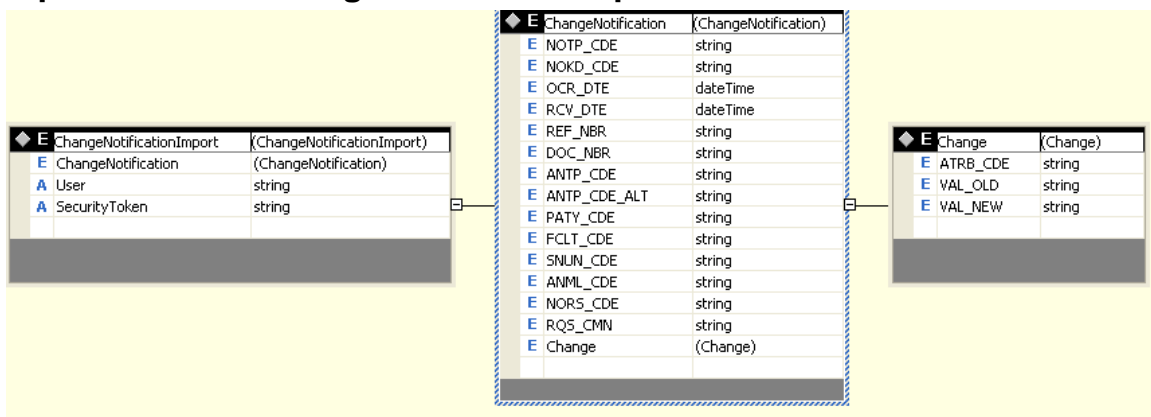 E ChangeNotification (ChangeNotification)
E NOTP_CDE string
E NOKD_CDE string
E OCR_DTE dateTime
E RCV_DTE dateTime
E REF_NBR string
E DOC_NBR string
E ANTP_CDE string
E ANTP_CDE_ALT string
E PATY_CDE string
E FCLT_CDE string
E SNUN_CDE string
E ANML_CDE string
E NORS_CDE string
E RQS_CMN string
E Change (Change)
E ChangeNotificationImport (ChangeNotificationImport)
E ChangeNotification (ChangeNotification)
A User string
A SecurityToken string
E Change (Change)
E ATRB_CDE string
E VAL_OLD string
E VAL_NEW string